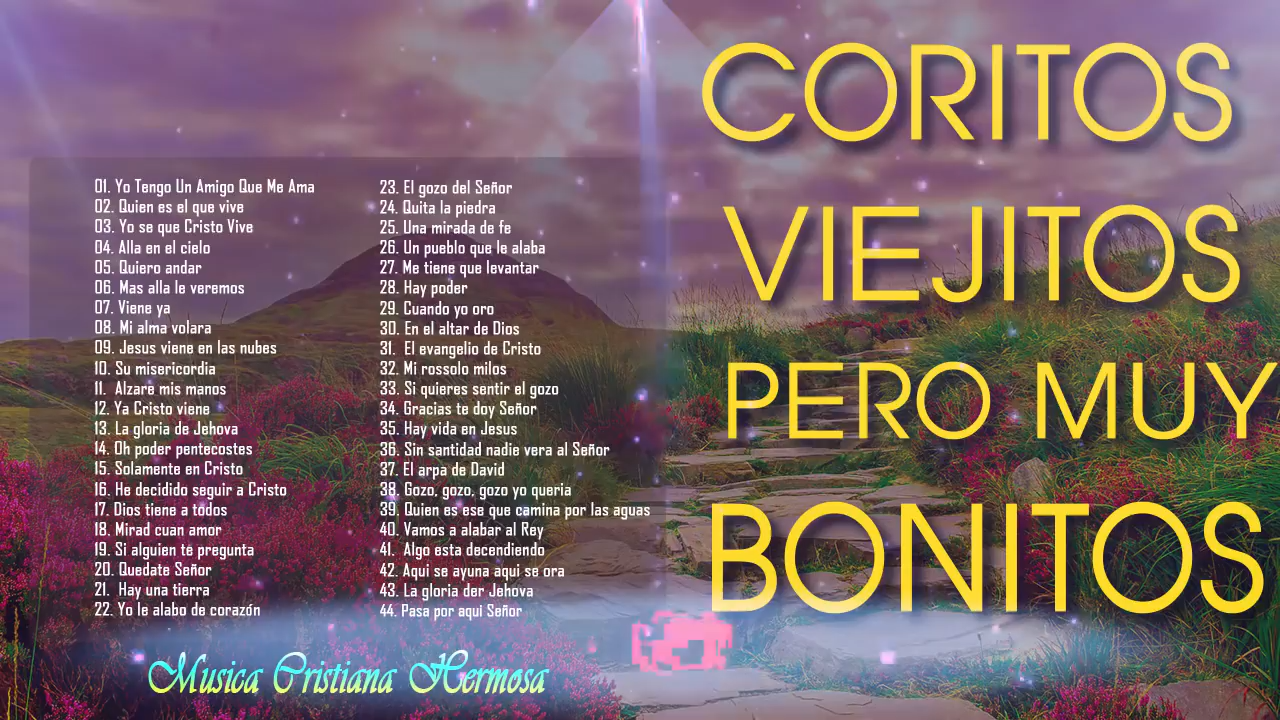 01. Yo Tengo Un Amigo Que Me Ama
02. Quien es el que vive
03. Yo se que Cristo Vive
04. Alla en el cielo
05. Quiero andar
06. Mas alla le veremos
07. Viene ya
08. Mi alma volara
09. Jesus viene en las nubes
10. Su misericordia
11. Alzare mis manos
12. Ya Cristo viene
13. La gloria de Jehova
14. Oh poder pentecostes
15. Solamente en Cristo
16. He decidido seguir a Cristo
17. Dios tiene a todos
18. Mirad cuan amor
19. Si alguien te pregunta
20. Quedate Señor
21. Hay una tierra
22. Yo le alabo de corazón
23. El gozo del Señor
24. Quita la piedra
25. Una mirada de fe
26. Un pueblo que le alaba
27. Me tiene que levantar
28. Hay poder
29. Cuando yo oro
30. En el altar de Dios
31. El evangelio de Cristo
32. Mi rossolo milos
33. Si quieres sentir el gozo
34. Gracias te doy Señor
35. Hay vida en Jesus
36. Sin santidad nadie vera al Señor
37. El arpa de David
38. Gozo, gozo, gozo yo queria
39. Quien es ese que camina por las aguas
40. Vamos a alabar al Rey
41. Algo esta decendiendo
42. Aqui se ayuna aqui se ora
43. La gloria der Jehova
44. Pasa por aqui Señor
Musica Cristiana Hermosa
CORITOS
VIEJITOS
PERO MUY
BONITOS